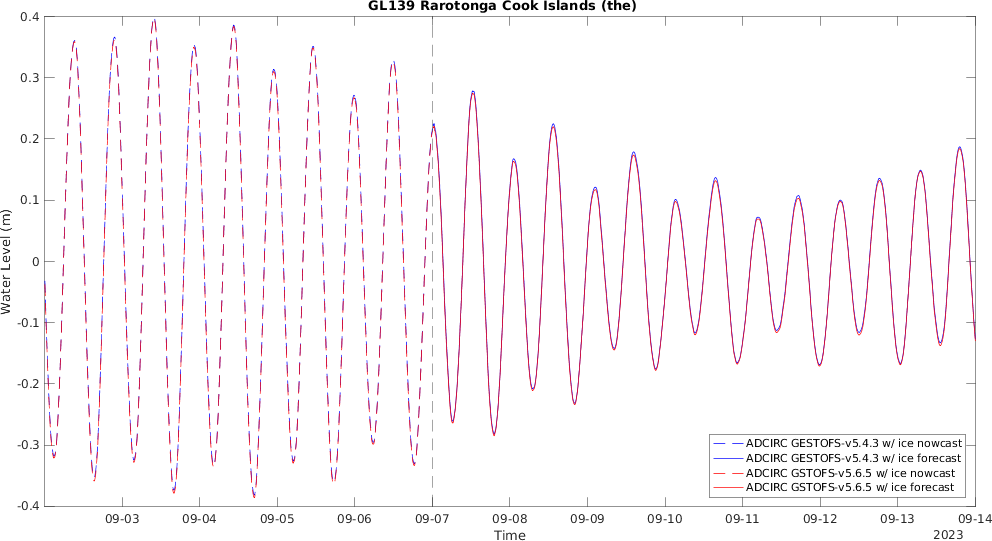 GL139 Rarotonga Cook Islands (the)
0.4
0.3
0.2
0.1
0
-0.1
-0.2
-0.3
-0.4
Water Level (m)
ADCIRC GESTOFS-v5.4.3 w/ ice nowcast
ADCIRC GESTOFS-v5.4.3 w/ ice forecast
ADCIRC GSTOFS-v5.6.5 w/ ice nowcast
ADCIRC GSTOFS-v5.6.5 w/ ice forecast
09-03 09-04 09-05 09-06 09-07 09-08 09-09 09-10 09-11 09-12 09-13 09-14
Time
2023